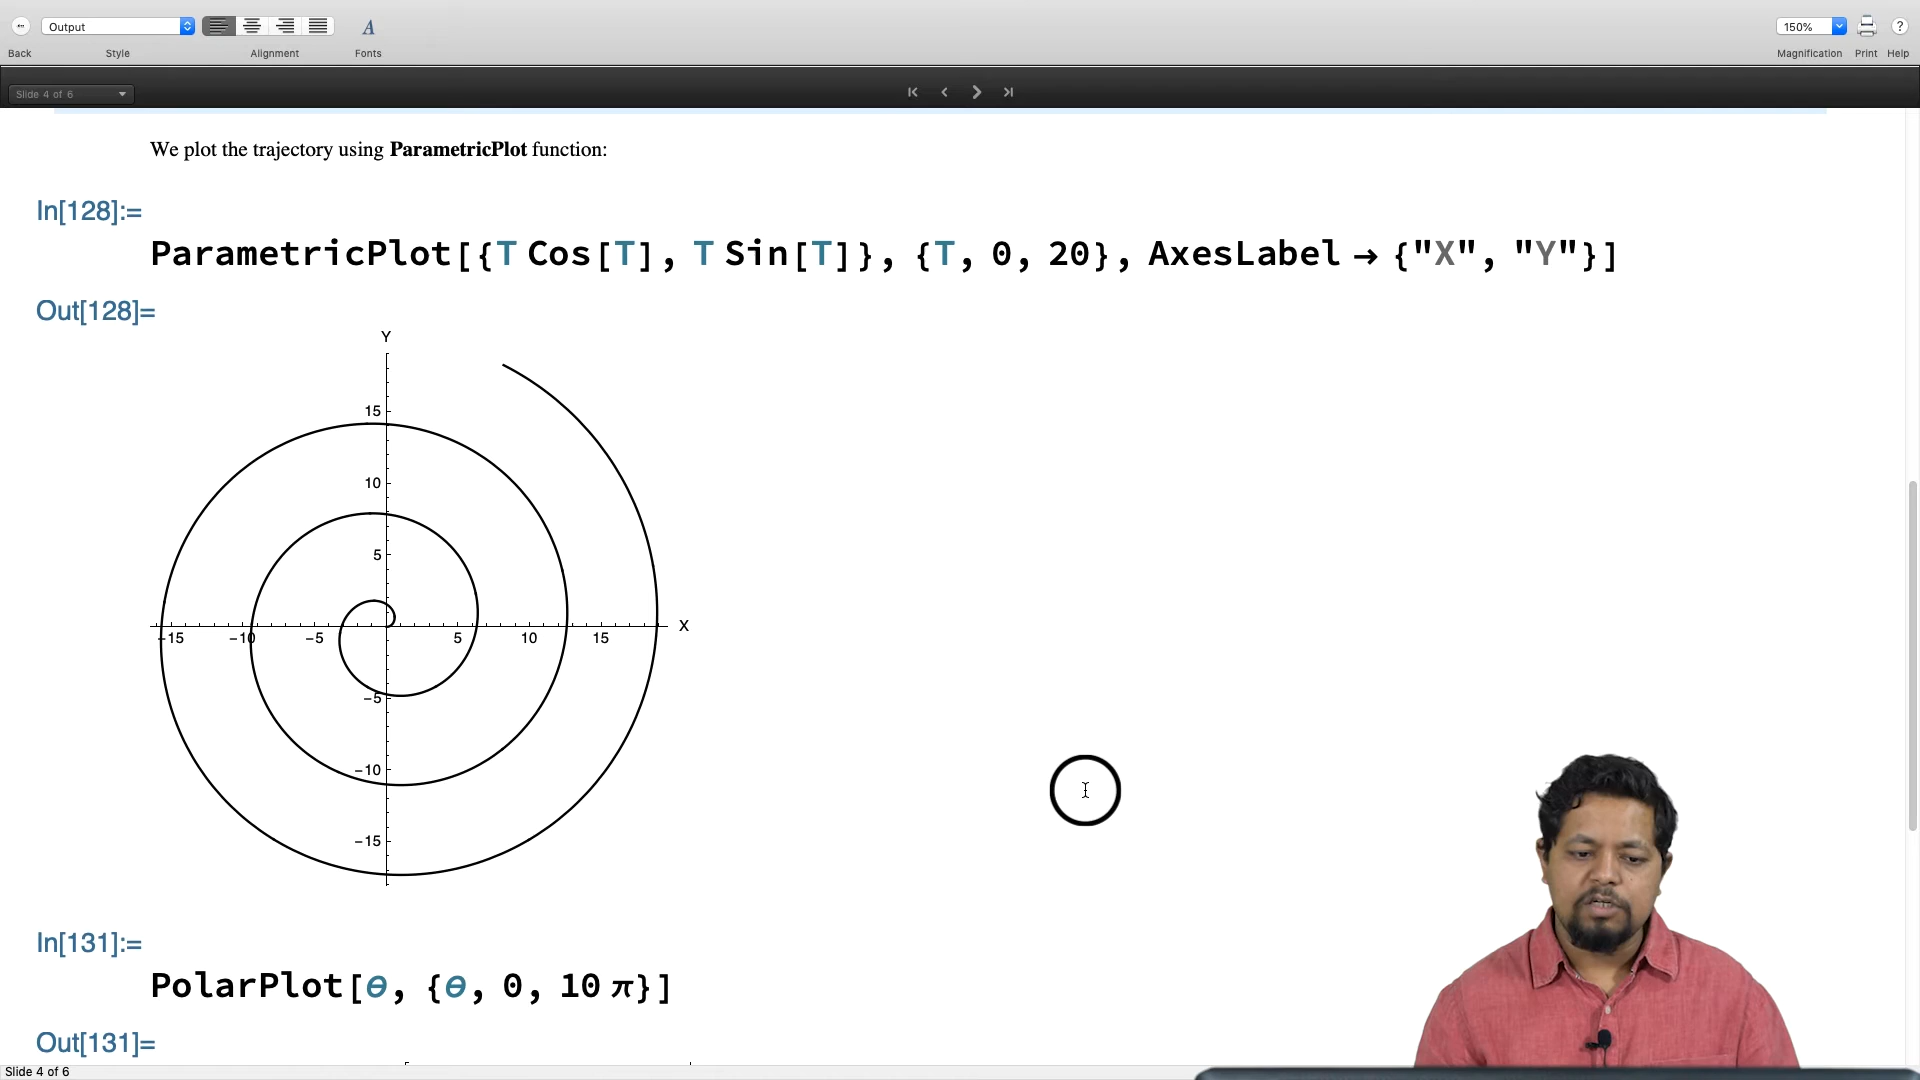 Output
150%
Back Style Alignment Fonts Magnification Print Help
Slide 4 of 6
We plot the trajectory using ParametricPlot function:
In[128]:=
ParametricPlot[{T Cos[T], T Sin[T]}, {T, 0, 20}, AxesLabel → {"X", "Y"}]
Out[128]=
Y
15
10
5
-15 -10 -5 5 10 15 X
-5
-10
-15
In[131]:=
PolarPlot[θ, {θ, 0, 10 π}]
Out[131]=
Slide 4 of 6